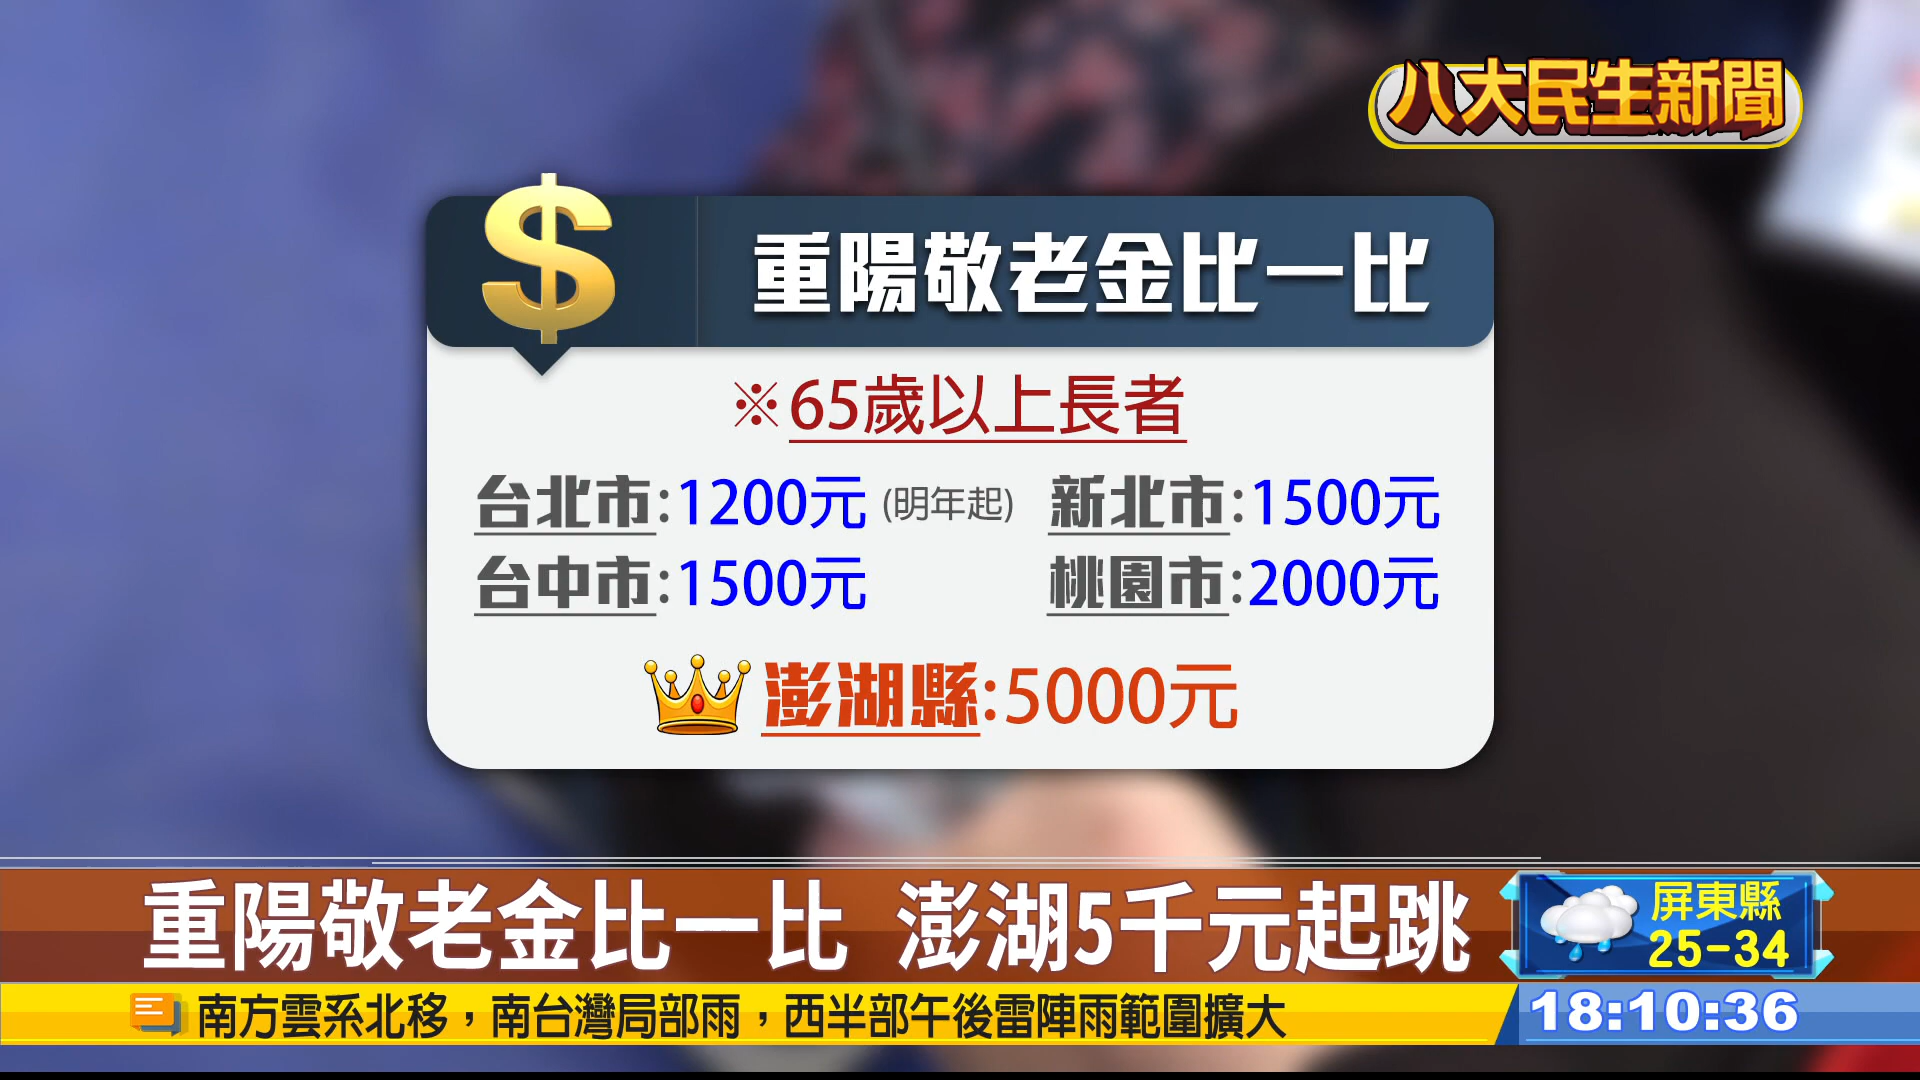 八大民生新聞
$
重陽敬老金比一比
※65歲以上長者
台北市:1200元 (明年起) 新北市:1500元
台中市:1500元 桃園市:2000元
澎湖縣:5000元
重陽敬老金比一比 澎湖5千元起跳
屏東縣
25-34
南方雲系北移,南台灣局部雨,西半部午後雷陣雨範圍擴大
18:10:36